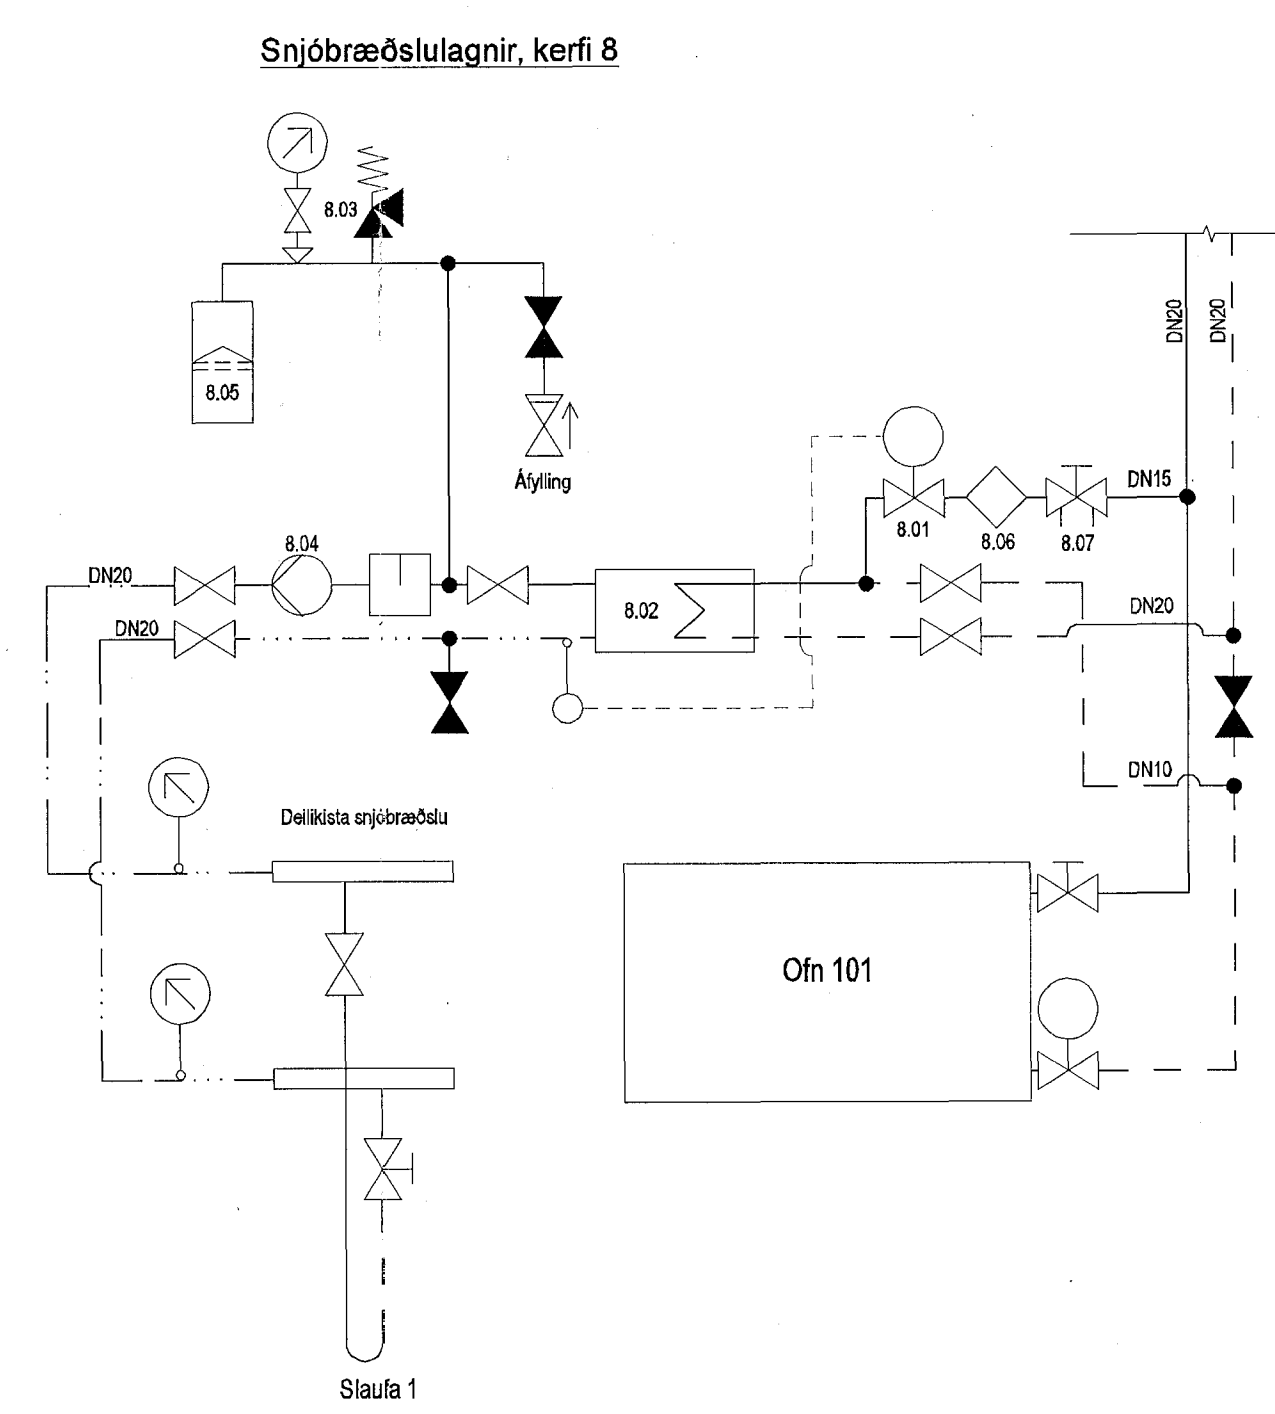 Snjóbræðslulagnir, kerfi 8
8.03
DN20
DN20
8.05
Áfylling
DN15
8.01
8.06
8.07
8.04
DN20
8.02
DN20
DN20
DN10
Deilikista snjóbræðslu
Ofn 101
Slaufa 1